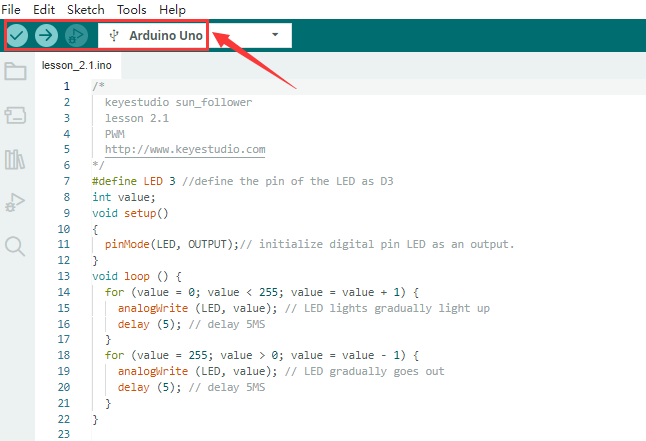 File Edit Sketch Tools Help
Arduino Uno
lesson_2.1.ino
1 /*
2 keyestudio sun_follower
3 lesson 2.1
4 PWM
5 http://www.keyestudio.com
6 */
7 #define LED 3 //define the pin of the LED as D3
8 int value;
9 void setup()
10 {
11 pinMode(LED, OUTPUT);// initialize digital pin LED as an output.
12 }
13 void loop () {
14 for (value = 0; value < 255; value = value + 1) {
15 analogWrite (LED, value); // LED lights gradually light up
16 delay (5); // delay 5MS
17 }
18 for (value = 255; value > 0; value = value - 1) {
19 analogWrite (LED, value); // LED gradually goes out
20 delay (5); // delay 5MS
21 }
22 }
23